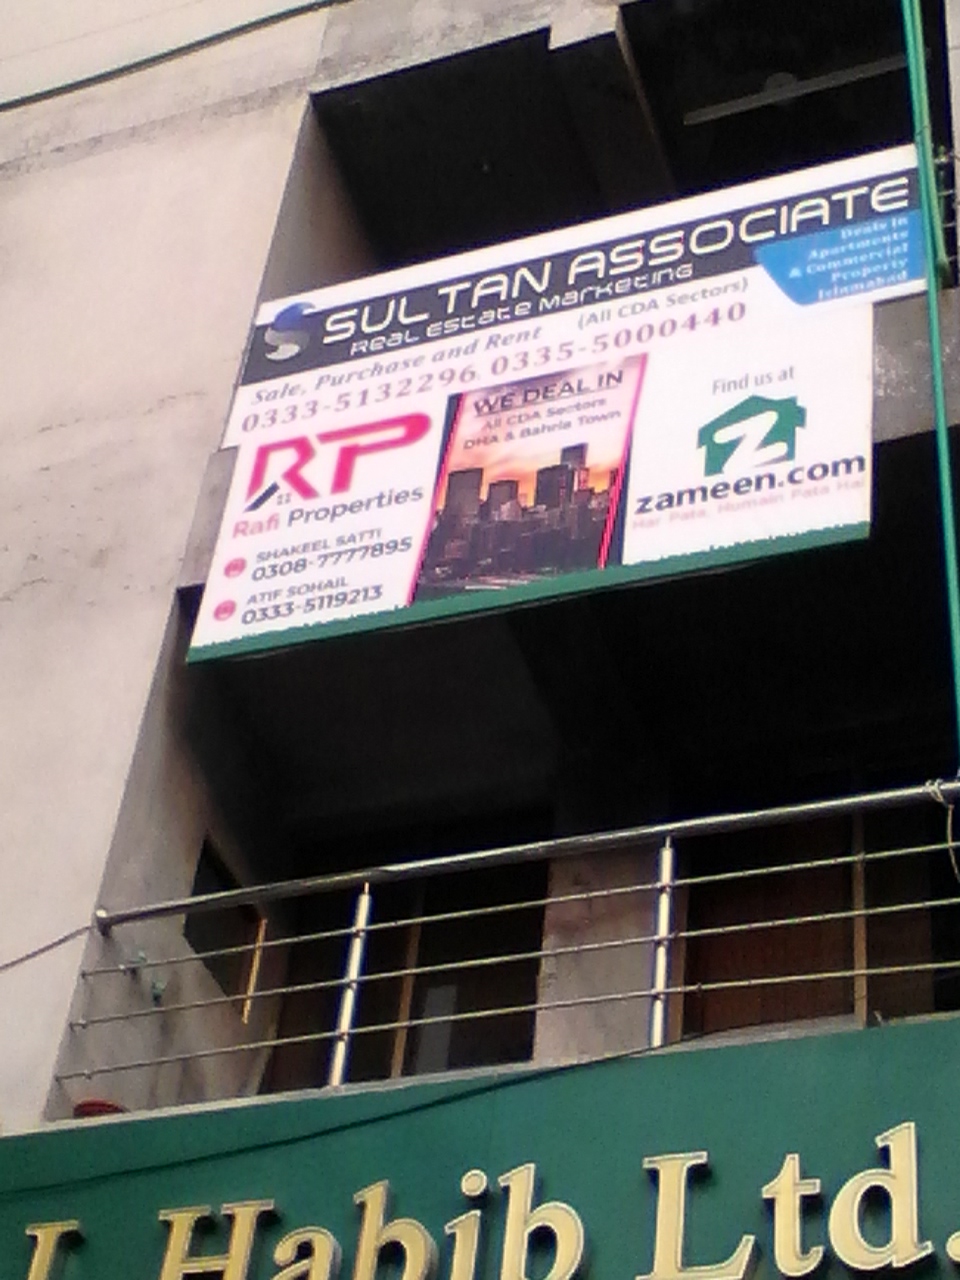 SULTAN ASSOCIATE
Real Estate Marketing
Deals in
Apartments
& Commercial
Property
Islamabad
Sale, Purchase and Rent (All CDA Sectors)
0333-5132296, 0335-5000440
RP
Rafi Properties
SHAKEEL SATTI
0308-7777895
ATIF SOHAIL
0333-5119213
WE DEAL IN
All CDA Sectors
DHA & Bahria Town
Find us at
Z
zameen.com
Har Pata, Humain Pata Hai
Habib Ltd.